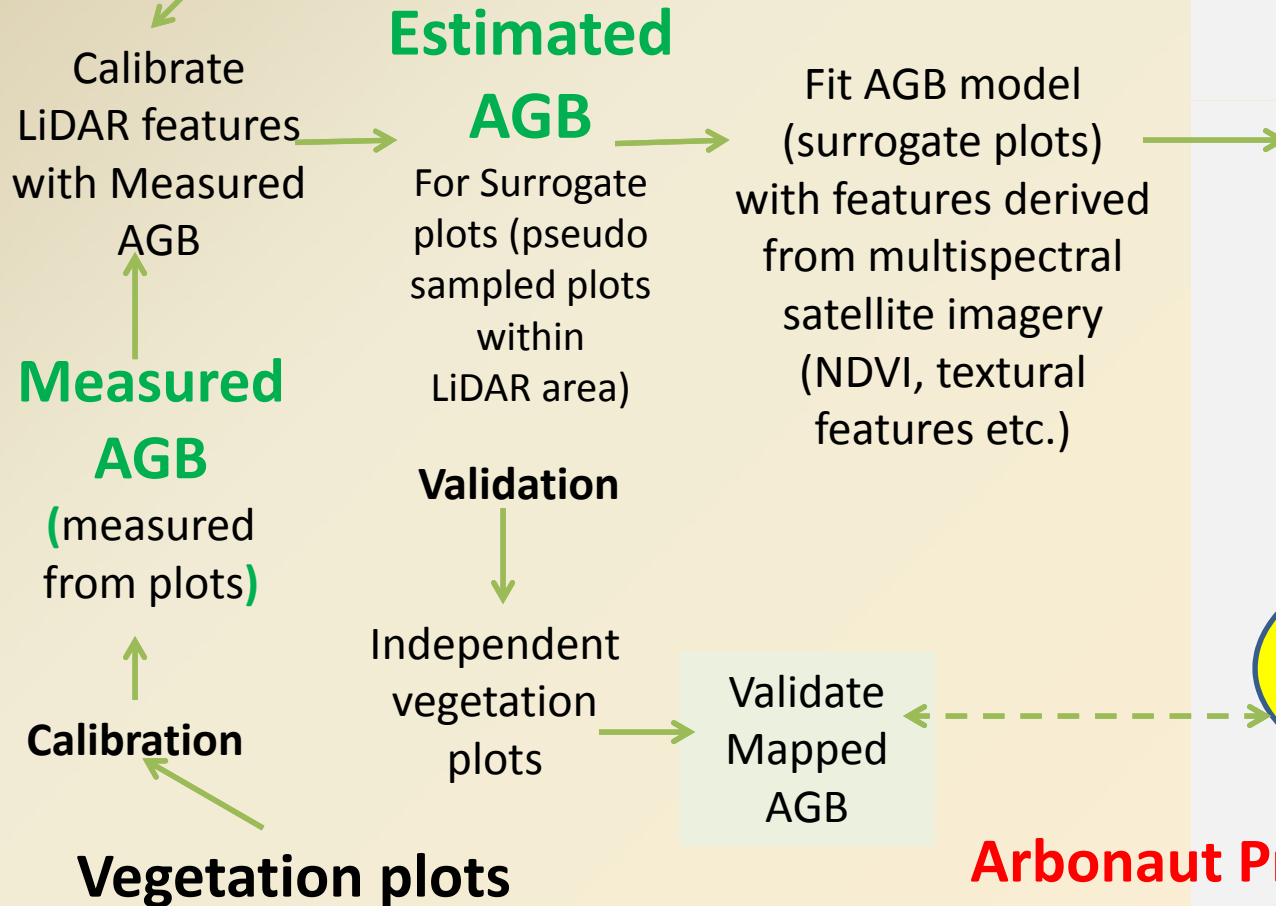 Calibrate
LiDAR features
with Measured
AGB
Measured
AGB
(measured
from plots)
Calibration
Vegetation plots
Estimated
AGB
For Surrogate
plots (pseudo
sampled plots
within
LiDAR area)
Validation
Independent
vegetation
plots
Validate
Mapped
AGB
Fit AGB model
(surrogate plots)
with features derived
from multispectral
satellite imagery
(NDVI, textural
features etc.)
Arbonaut